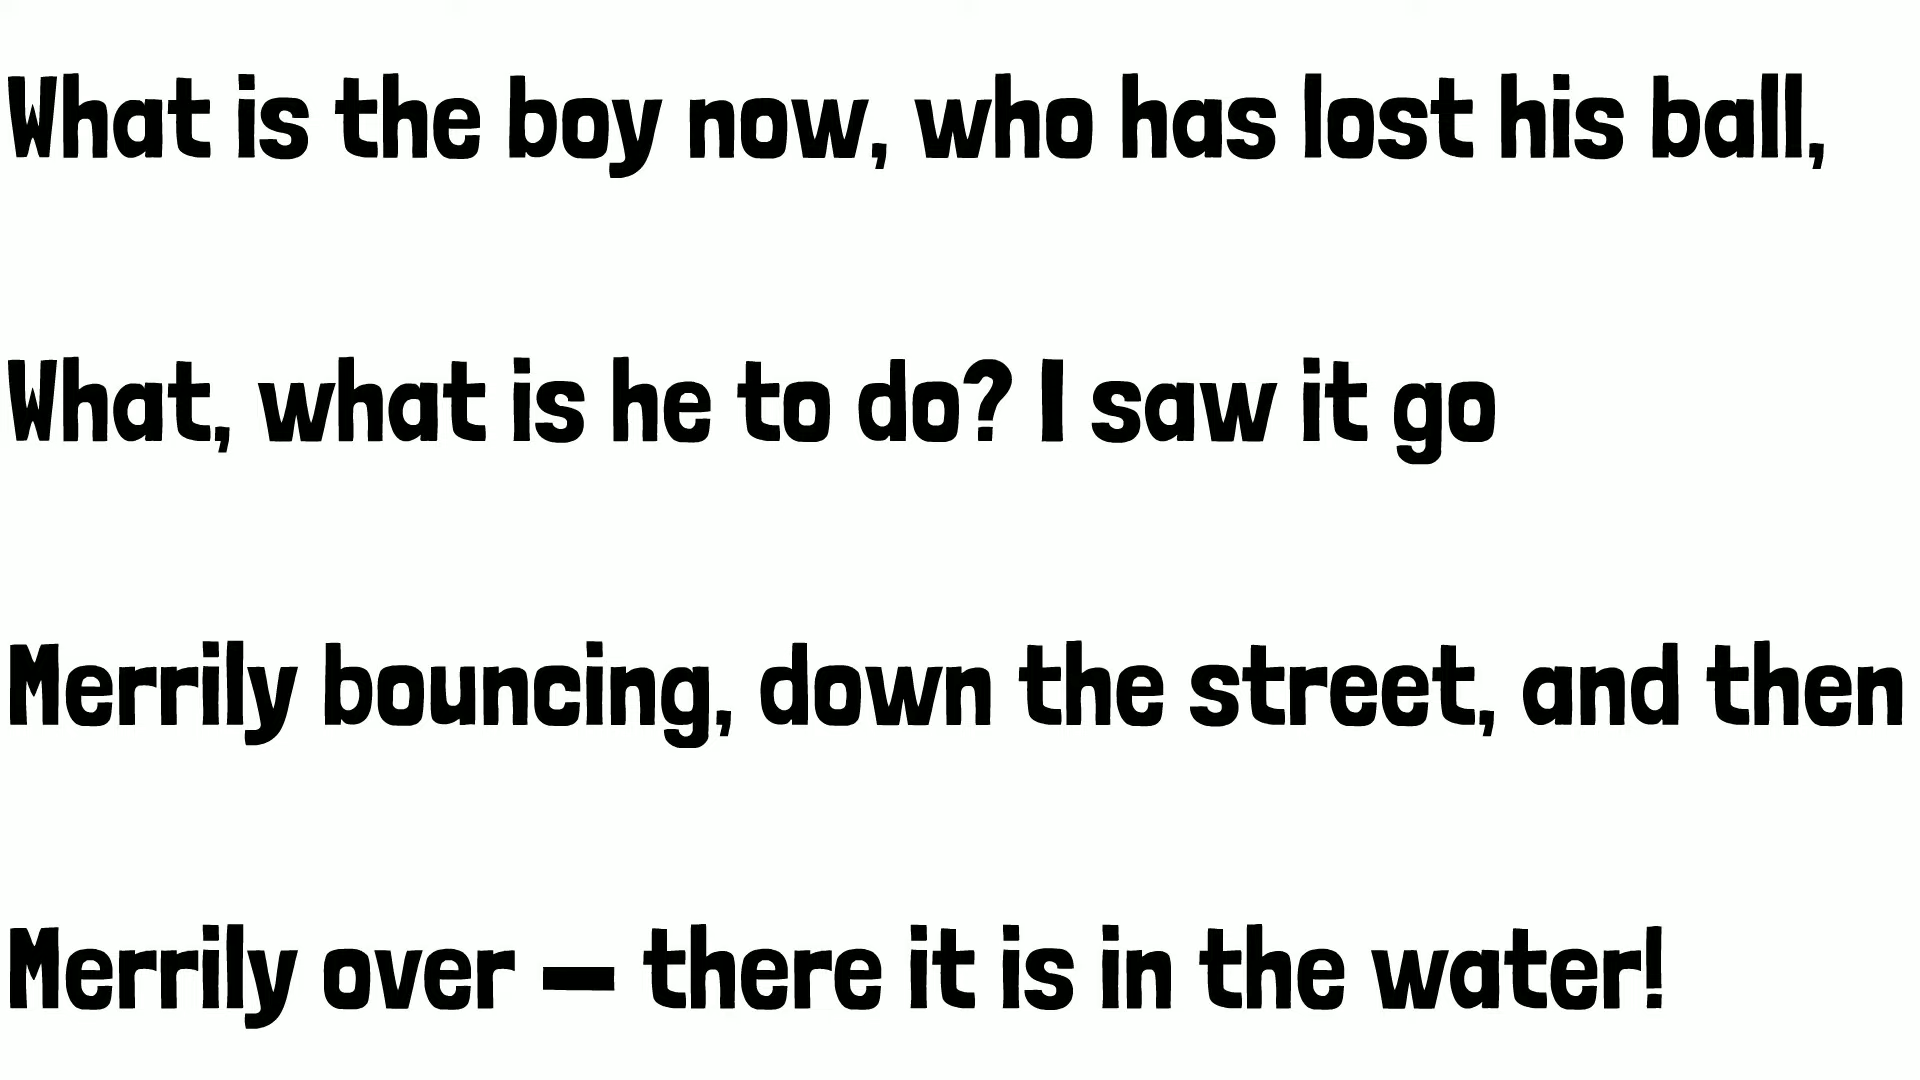 What is the boy now, who has lost his ball,
What, what is he to do? I saw it go
Merrily bouncing, down the street, and then
Merrily over — there it is in the water!